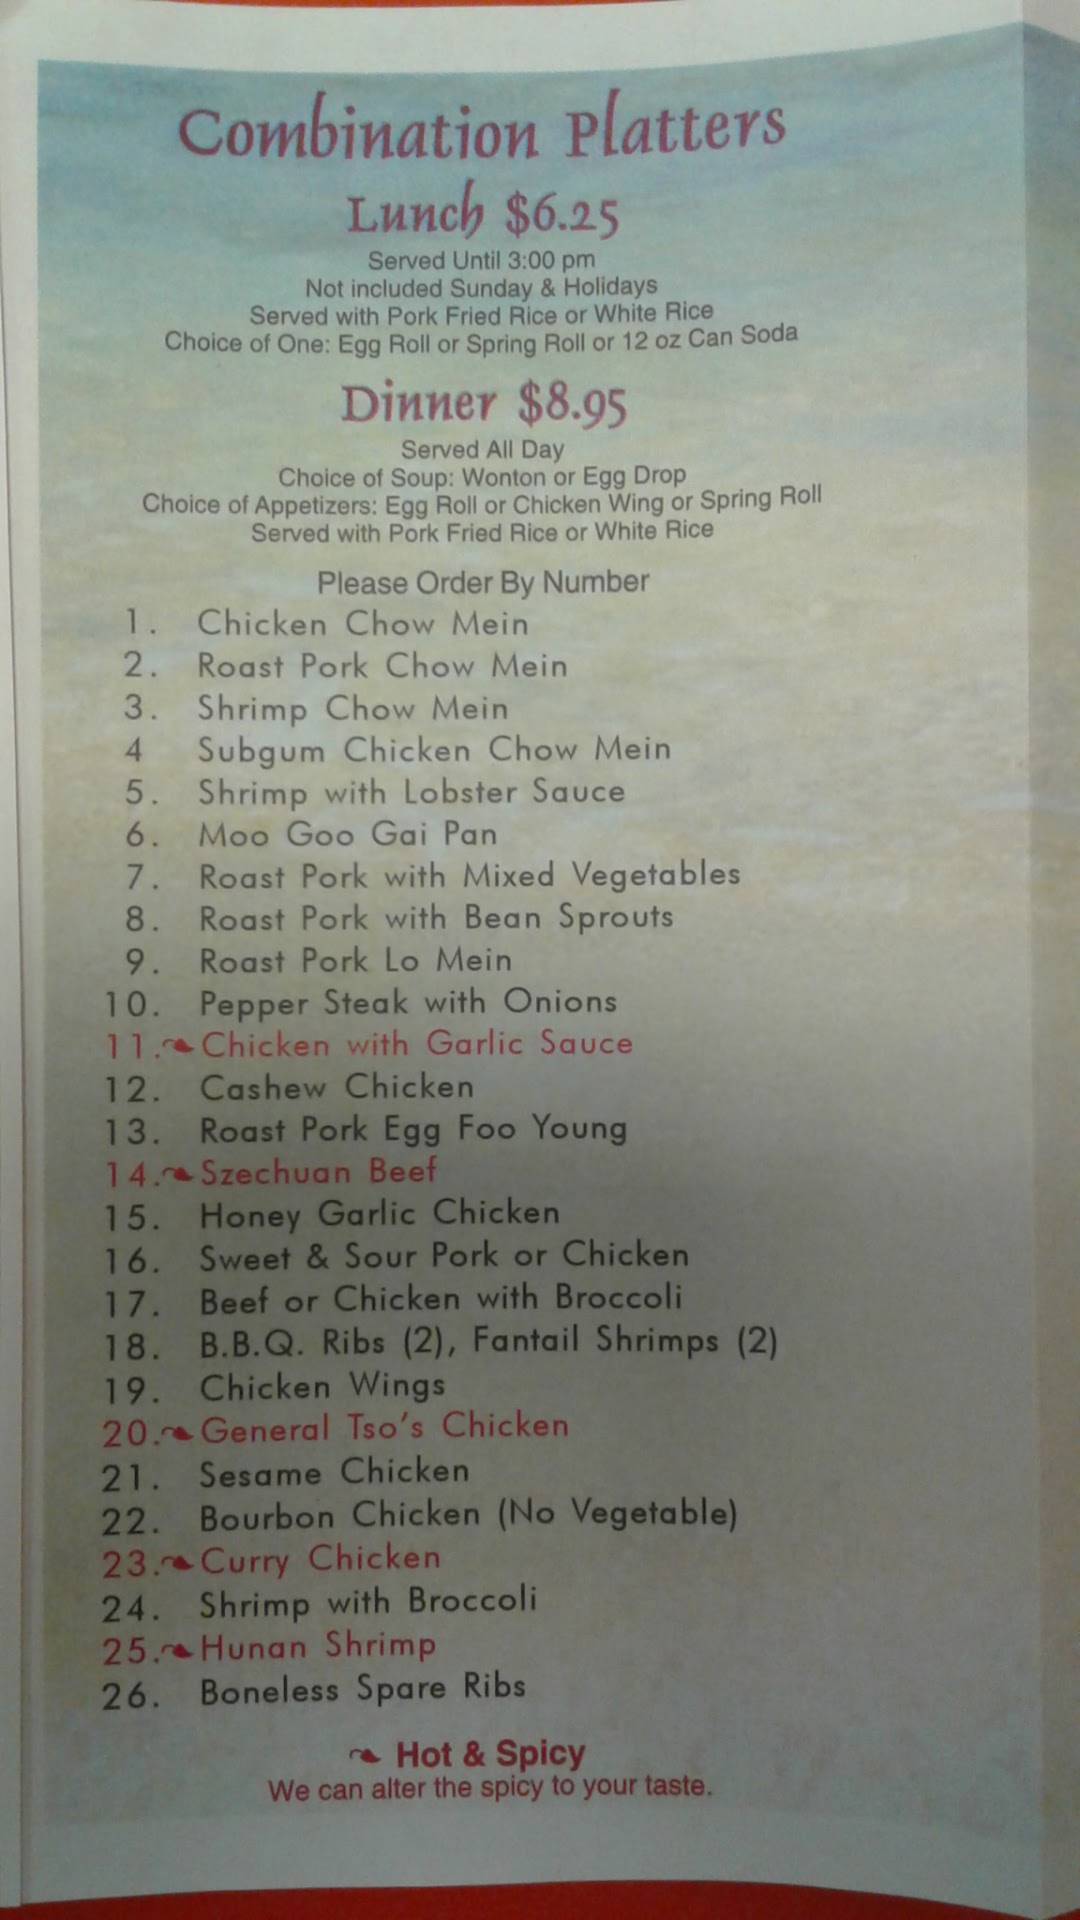 Combination Platters
Lunch $6.25
Served Until 3:00 pm
Not included Sunday & Holidays
Served with Pork Fried Rice or White Rice
Choice of One: Egg Roll or Spring Roll or 12 oz Can Soda
Dinner $8.95
Served All Day
Choice of Soup: Wonton or Egg Drop
Choice of Appetizers: Egg Roll or Chicken Wing or Spring Roll
Served with Pork Fried Rice or White Rice
Please Order By Number
1. Chicken Chow Mein
2. Roast Pork Chow Mein
3. Shrimp Chow Mein
4 Subgum Chicken Chow Mein
5. Shrimp with Lobster Sauce
6. Moo Goo Gai Pan
7. Roast Pork with Mixed Vegetables
8. Roast Pork with Bean Sprouts
9. Roast Pork Lo Mein
10. Pepper Steak with Onions
11. Chicken with Garlic Sauce
12. Cashew Chicken
13. Roast Pork Egg Foo Young
14. Szechuan Beef
15. Honey Garlic Chicken
16. Sweet & Sour Pork or Chicken
17. Beef or Chicken with Broccoli
18. B.B.Q. Ribs (2), Fantail Shrimps (2)
19. Chicken Wings
20. General Tso's Chicken
21. Sesame Chicken
22. Bourbon Chicken (No Vegetable)
23. Curry Chicken
24. Shrimp with Broccoli
25. Hunan Shrimp
26. Boneless Spare Ribs
Hot & Spicy
We can alter the spicy to your taste.